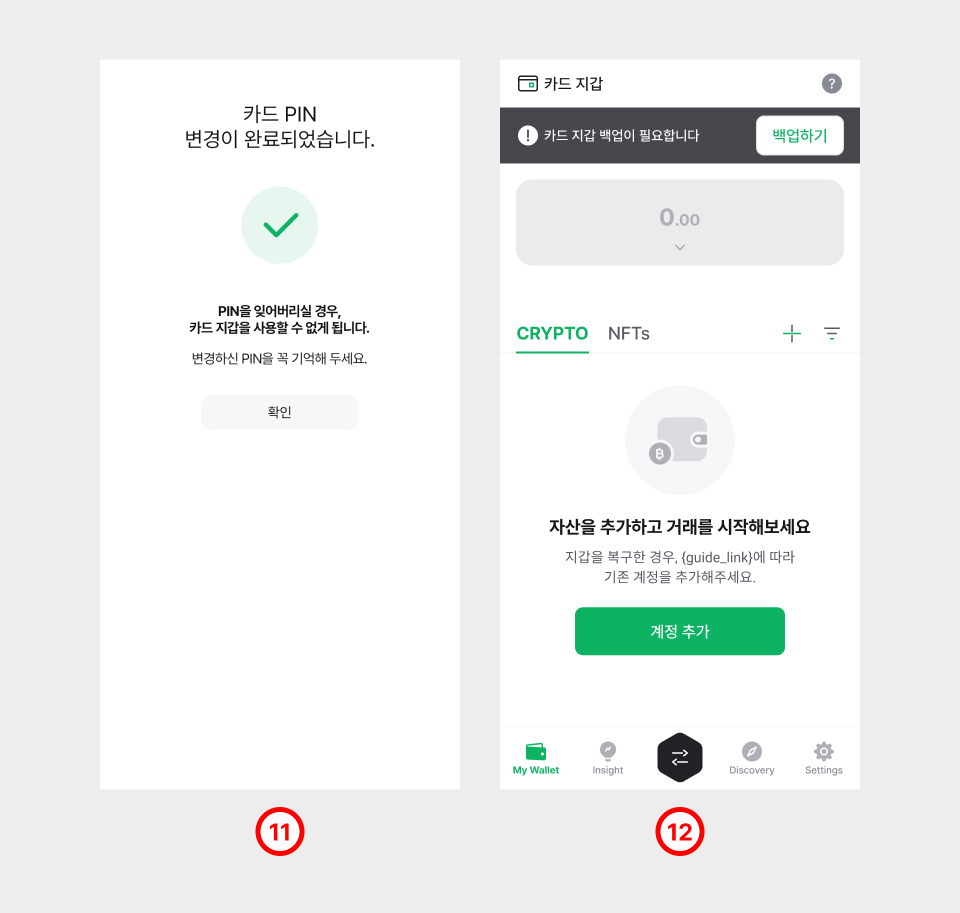 카드 PIN
변경이 완료되었습니다.
PIN을 잊어버리실 경우,
카드 지갑을 사용할 수 없게 됩니다.
변경하신 PIN을 꼭 기억해 두세요.
확인
11
카드 지갑
?
! 카드 지갑 백업이 필요합니다
백업하기
0.00
CRYPTO
NFTs
자산을 추가하고 거래를 시작해보세요
지갑을 복구한 경우, {guide_link}에 따라
기존 계정을 추가해주세요.
계정 추가
My Wallet
Insight
Discovery
Settings
12